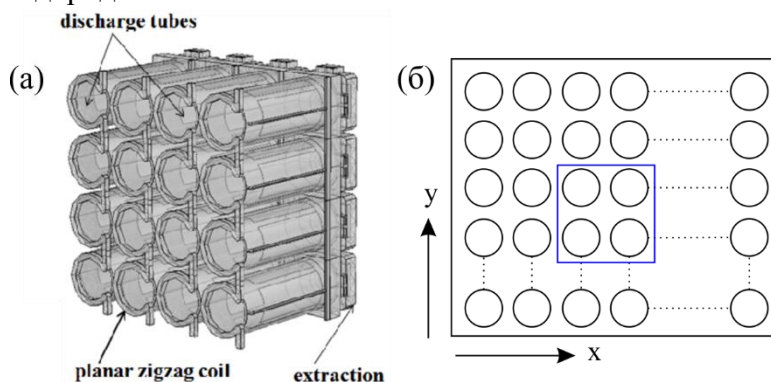 discharge tubes
(а)
planar zigzag coil
extraction
(б)
y
x